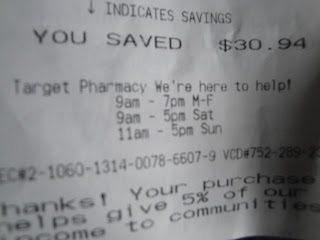 ↓ INDICATES SAVINGS
YOU SAVED $30.94
Target Pharmacy We're here to help!
9am - 7pm M-F
9am - 5pm Sat
11am - 5pm Sun
EC#2-1060-1314-0078-6607-9 VCD#752-289-2
hanks! Your purchase
helps give 5% of our
ncome to communities